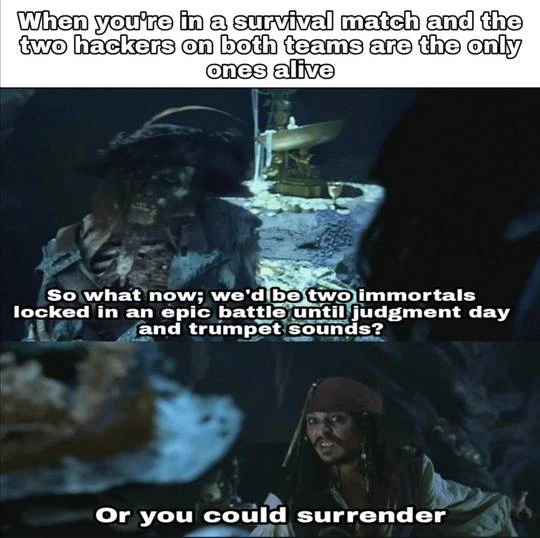 When you're in a survival match and the
two hackers on both teams are the only
ones alive
So what now; we'd be two immortals
locked in an epic battle until judgment day
and trumpet sounds?
Or you could surrender